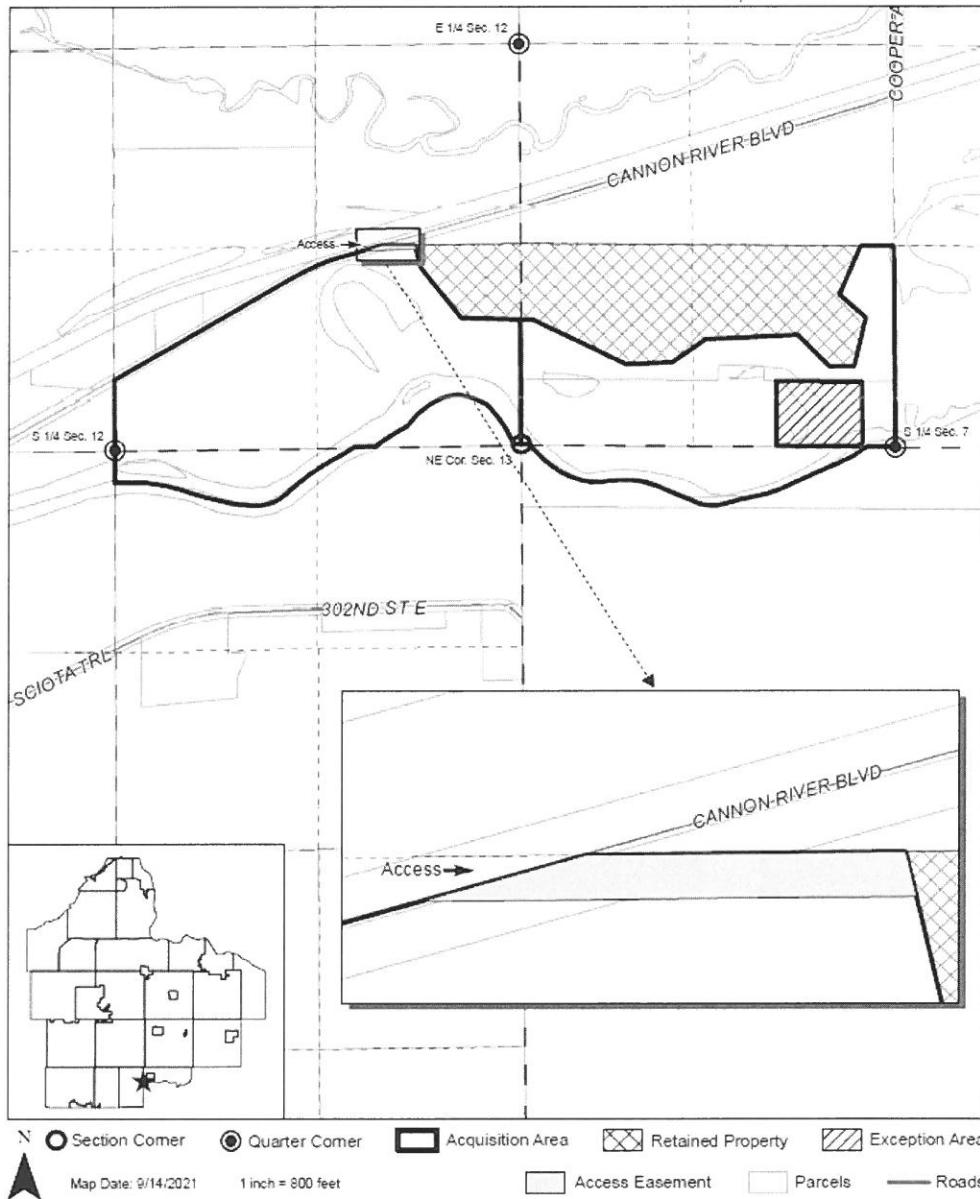 E 1/4 Sec. 12
COOPER A
CANNON RIVER BLVD
Access
S 1/4 Sec. 12
NE Cor. Sec. 13
S 1/4 Sec. 7
302ND ST E
SCIOTA TRL
CANNON RIVER BLVD
Access
N
Section Corner
Quarter Corner
Acquisition Area
Retained Property
Exception Area
Map Date: 9/14/2021
1 inch = 800 feet
Access Easement
Parcels
Roads